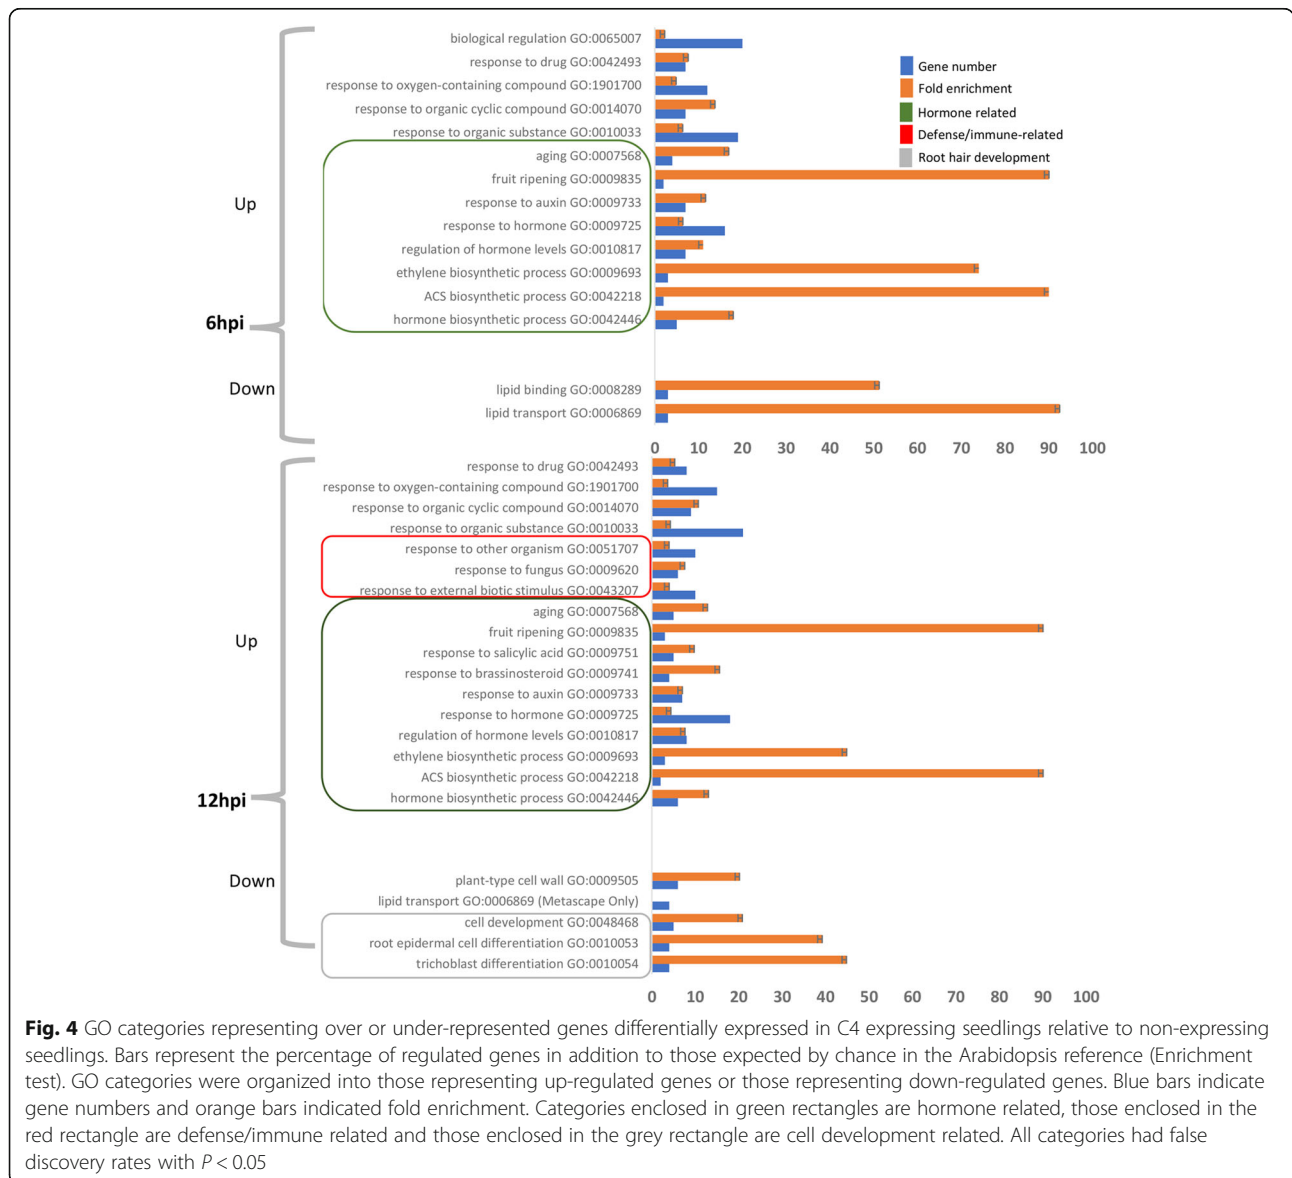 biological regulation GO:0065007
response to drug GO:0042493
response to oxygen-containing compound GO:1901700
response to organic cyclic compound GO:0014070
response to organic substance GO:0010033
aging GO:0007568
fruit ripening GO:0009835
response to auxin GO:0009733
response to hormone GO:0009725
regulation of hormone levels GO:0010817
ethylene biosynthetic process GO:0009693
ACS biosynthetic process GO:0042218
hormone biosynthetic process GO:0042446
Gene number
Fold enrichment
Hormone related
Defense/immune-related
Root hair development
Up
6hpi
Down
lipid binding GO:0008289
lipid transport GO:0006869
0 10 20 30 40 50 60 70 80 90 100
response to drug GO:0042493
response to oxygen-containing compound GO:1901700
response to organic cyclic compound GO:0014070
response to organic substance GO:0010033
response to other organism GO:0051707
response to fungus GO:0009620
response to external biotic stimulus GO:0043207
aging GO:0007568
fruit ripening GO:0009835
response to salicylic acid GO:0009751
response to brassinosteroid GO:0009741
response to auxin GO:0009733
response to hormone GO:0009725
regulation of hormone levels GO:0010817
ethylene biosynthetic process GO:0009693
ACS biosynthetic process GO:0042218
hormone biosynthetic process GO:0042446
Up
12hpi
Down
plant-type cell wall GO:0009505
lipid transport GO:0006869 (Metascape Only)
cell development GO:0048468
root epidermal cell differentiation GO:0010053
trichoblast differentiation GO:0010054
0 10 20 30 40 50 60 70 80 90 100
Fig. 4 GO categories representing over or under-represented genes differentially expressed in C4 expressing seedlings relative to non-expressing
seedlings. Bars represent the percentage of regulated genes in addition to those expected by chance in the Arabidopsis reference (Enrichment
test). GO categories were organized into those representing up-regulated genes or those representing down-regulated genes. Blue bars indicate
gene numbers and orange bars indicated fold enrichment. Categories enclosed in green rectangles are hormone related, those enclosed in the
red rectangle are defense/immune related and those enclosed in the grey rectangle are cell development related. All categories had false
discovery rates with P < 0.05